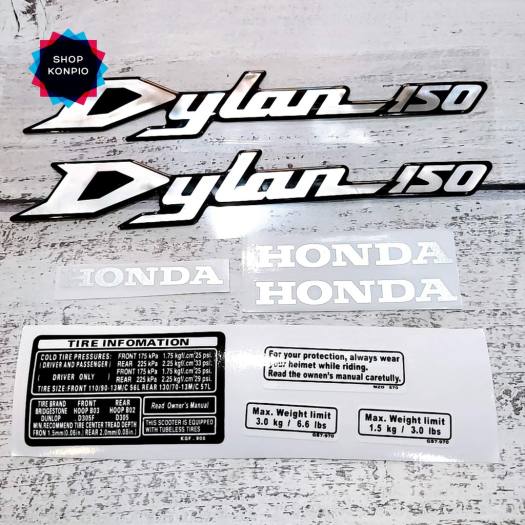 SHOP
KONPIO
Dylan 150
Dylan 150
HONDA
HONDA
HONDA
TIRE INFOMATION
COLD TIRE PRESSURES: FRONT 175 kPa 1.75 kgf/cm²/25 psi.
(DRIVER AND PASSENGER) REAR 225 kPa 2.25 kgf/cm²/33 psi.
DRIVER ONLY FRONT 175 kPa 1.75 kgf/cm²/25 psi.
REAR 225 kPa 2.25 kgf/cm²/29 psi.
TIRE SIZE: FRONT 110/90-13M/C 56L REAR 130/70-13M/C 57L
TIRE BRAND FRONT REAR
BRIDGESTONE HOOP B03 HOOP B02
DUNLOP D305F D305
MIN.RECOMMEND TIRE CENTER TREAD DEPTH
FRON 1.5mm(0.06in.) REAR 2.0mm(0.08in.)
Read Owner's Manual
THIS SCOOTER IS EQUIPPED
WITH TUBELESS TIRES
KGF-900
For your protection, always wear
your helmet while riding.
Read the owner's manual caretully.
Max. Weight limit
3.0 kg / 6.6 lbs
GS7-970
Max. Weight limit
1.5 kg / 3.0 lbs